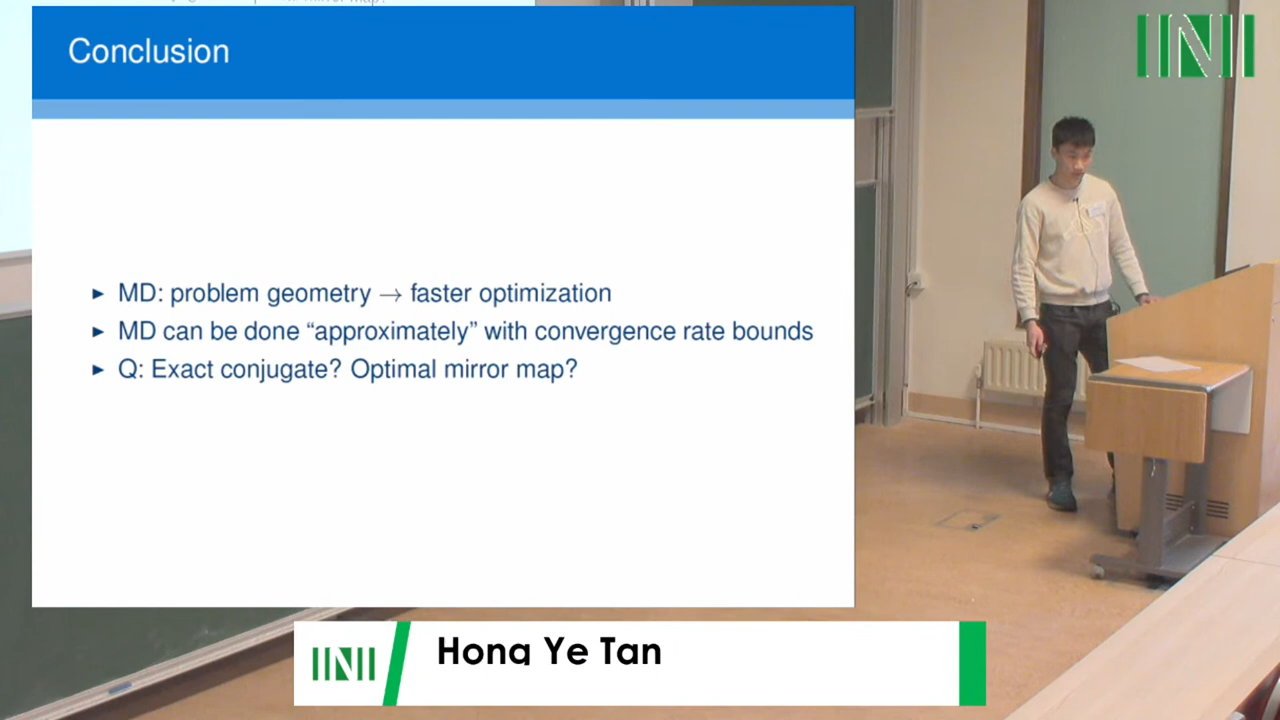 Conclusion
INI
► MD: problem geometry → faster optimization
► MD can be done “approximately” with convergence rate bounds
► Q: Exact conjugate? Optimal mirror map?
INI
Hong Ye Tan